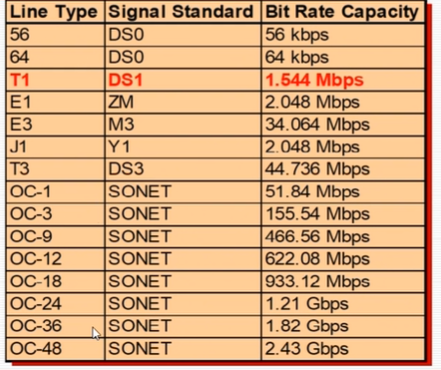 Line Type Signal Standard Bit Rate Capacity
56 DS0 56 kbps
64 DS0 64 kbps
T1 DS1 1.544 Mbps
E1 ZM 2.048 Mbps
E3 M3 34.064 Mbps
J1 Y1 2.048 Mbps
T3 DS3 44.736 Mbps
OC-1 SONET 51.84 Mbps
OC-3 SONET 155.54 Mbps
OC-9 SONET 466.56 Mbps
OC-12 SONET 622.08 Mbps
OC-18 SONET 933.12 Mbps
OC-24 SONET 1.21 Gbps
OC-36 SONET 1.82 Gbps
OC-48 SONET 2.43 Gbps